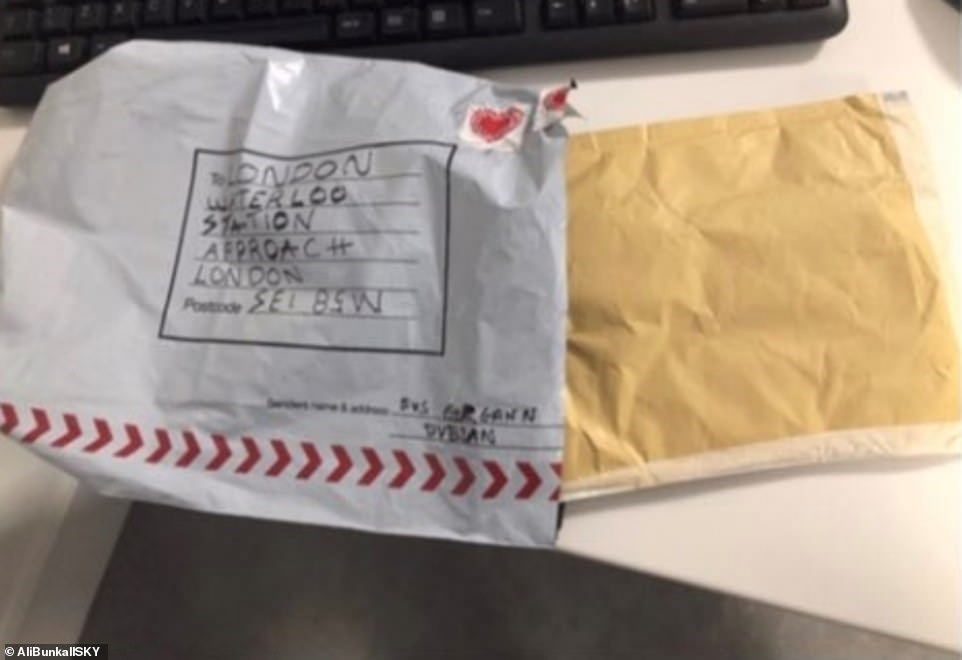 To LONDON
WATERLOO
STATION
APPROACH
LONDON
Postcode SE1 8SW
Senders name & address
© AliBunkallSKY